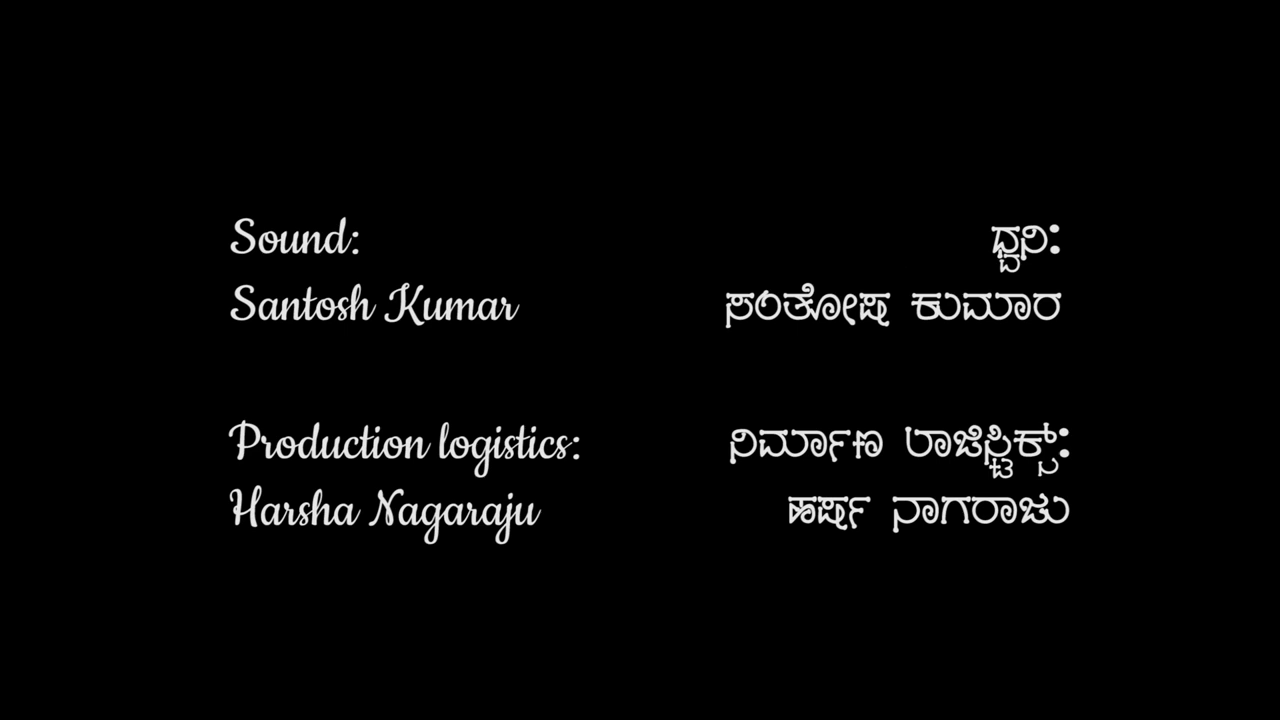 Sound:
Santosh Kumar
Production logistics:
Harsha Nagaraju
ಧ್ವನಿ:
ಸಂತೋಷ ಕುಮಾರ
ನಿರ್ಮಾಣ ಲಾಜಿಸ್ಟಿಕ್ಸ್:
ಹರ್ಷ ನಾಗರಾಜು